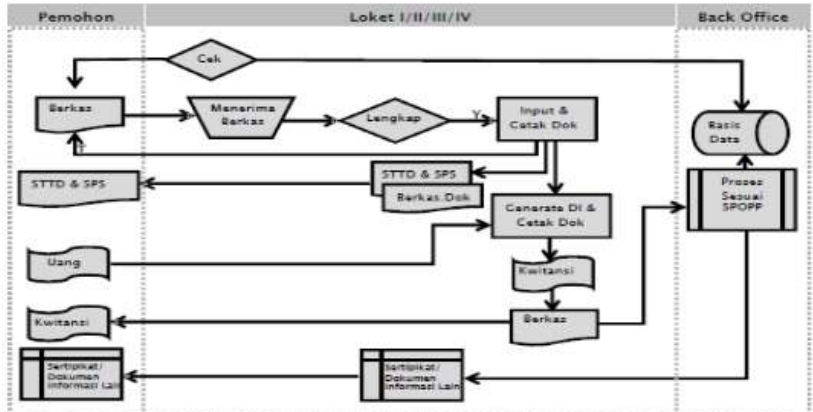 Pemohon
Loket I/II/III/IV
Back Office
Cek
Berkas
Menerima
Berkas
Lengkap
Y
Input &
Cetak Dok
Basis
Data
STTD & SPS
STTD & SPS
Berkas.Dok
Generate DI &
Cetak Dok
Proses
Sesuai
SPOPP
Uang
Kwitansi
Kwitansi
Berkas
Sertipikat/
Dokumen
Informasi Lain
Sertipikat/
Dokumen
Informasi Lain